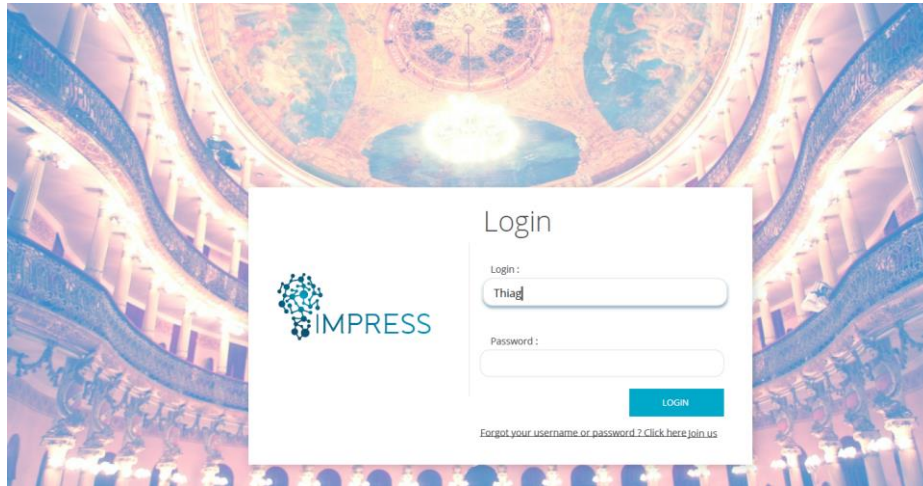 Login
Login :
Thiag
IMPRESS
Password :
LOGIN
Forgot your username or password ? Click here Join us